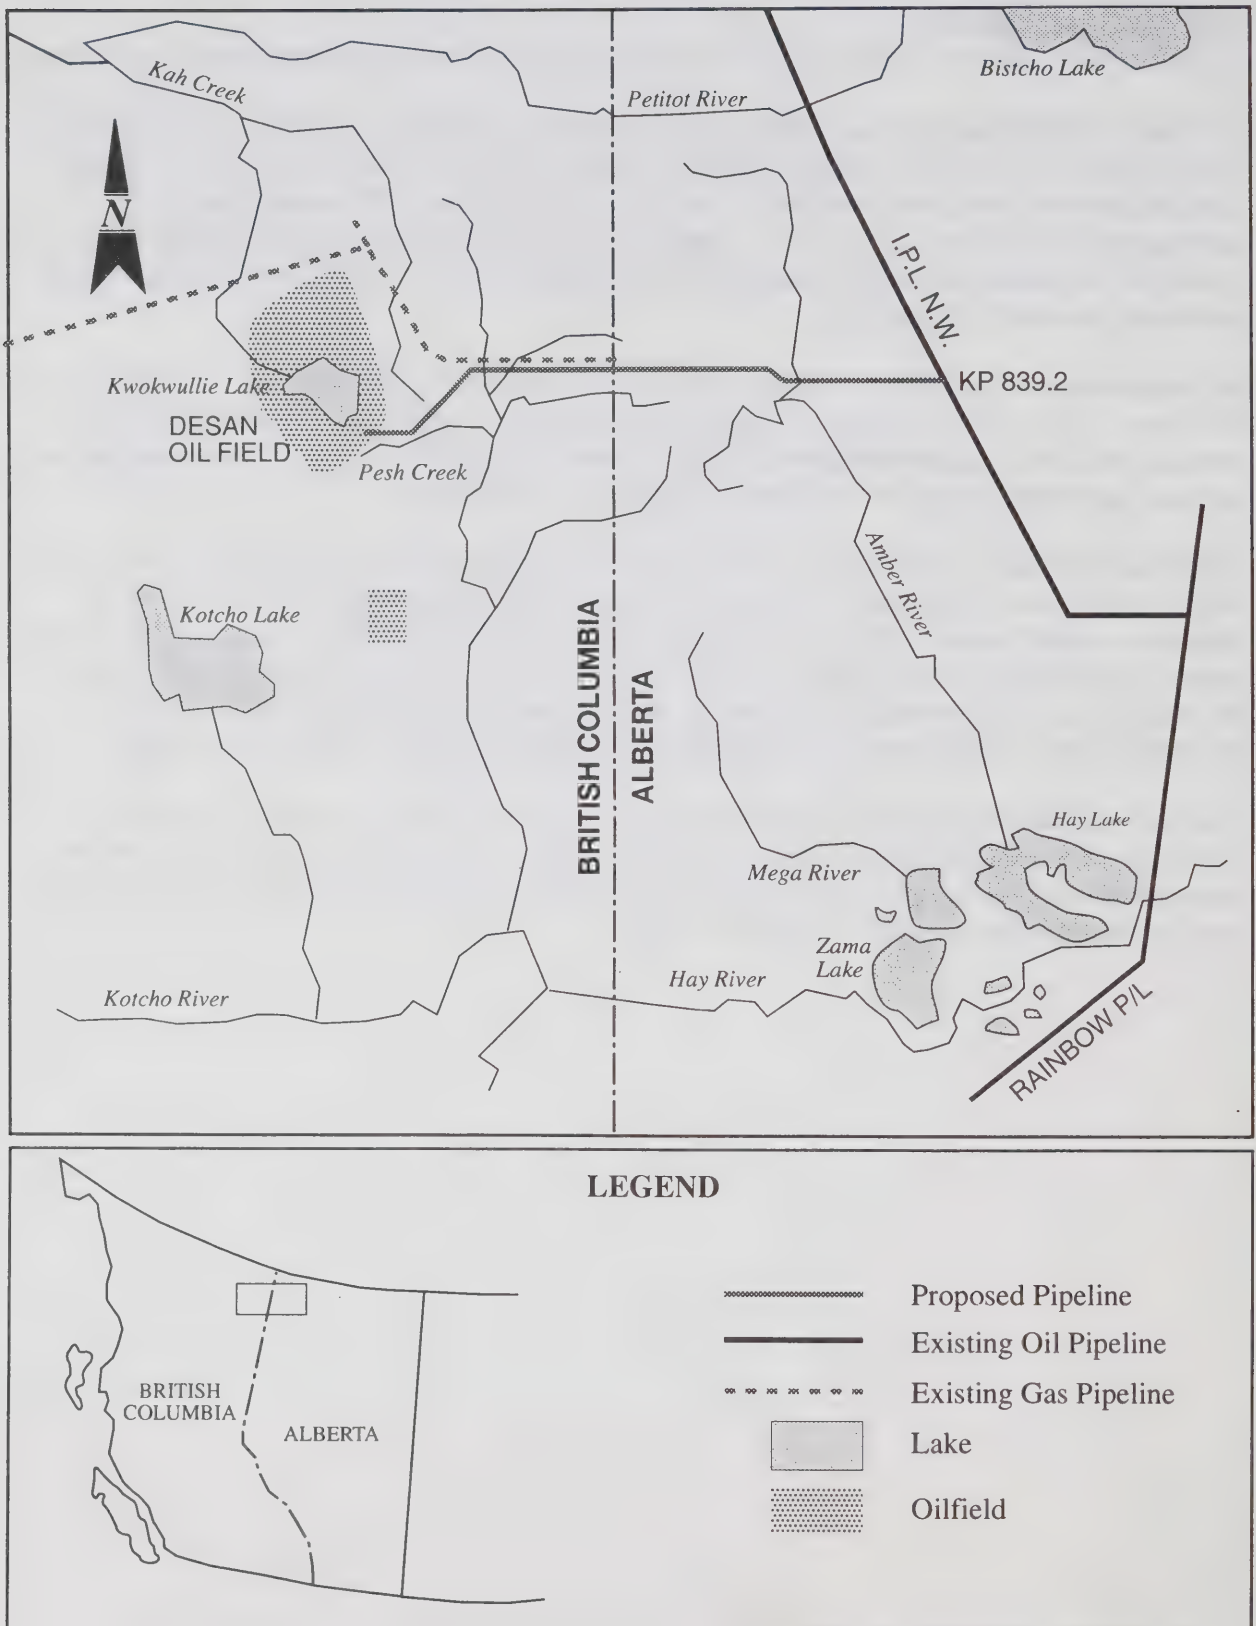 Kah Creek
Petitot River
Bistcho Lake
N
I.P.L. N.W.
Kwokwullie Lake
KP 839.2
DESAN
OIL FIELD
Pesh Creek
Amber River
Kotcho Lake
BRITISH COLUMBIA
ALBERTA
Hay Lake
Mega River
Zama
Lake
Hay River
Kotcho River
RAINBOW P/L
LEGEND
Proposed Pipeline
Existing Oil Pipeline
Existing Gas Pipeline
Lake
Oilfield
BRITISH
COLUMBIA
ALBERTA